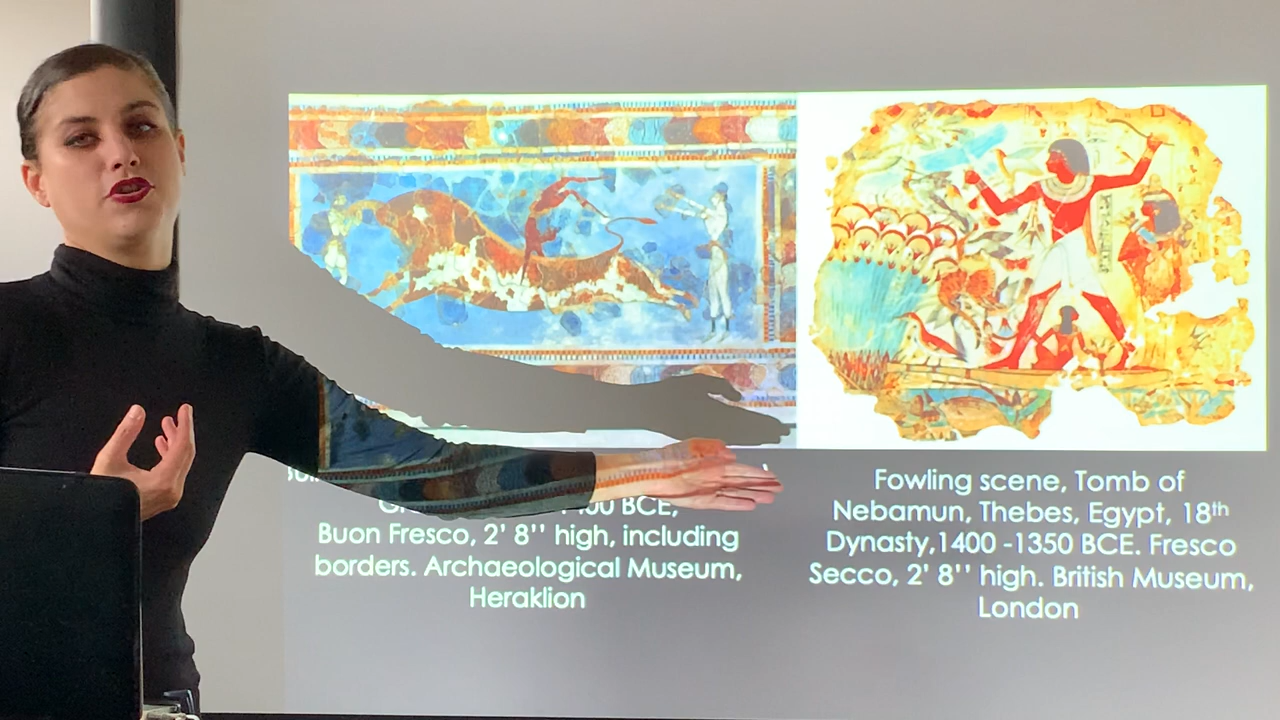 BCE,
Buon Fresco, 2' 8'' high, including
borders. Archaeological Museum,
Heraklion
Fowling scene, Tomb of
Nebamun, Thebes, Egypt, 18th
Dynasty,1400 -1350 BCE. Fresco
Secco, 2' 8'' high. British Museum,
London